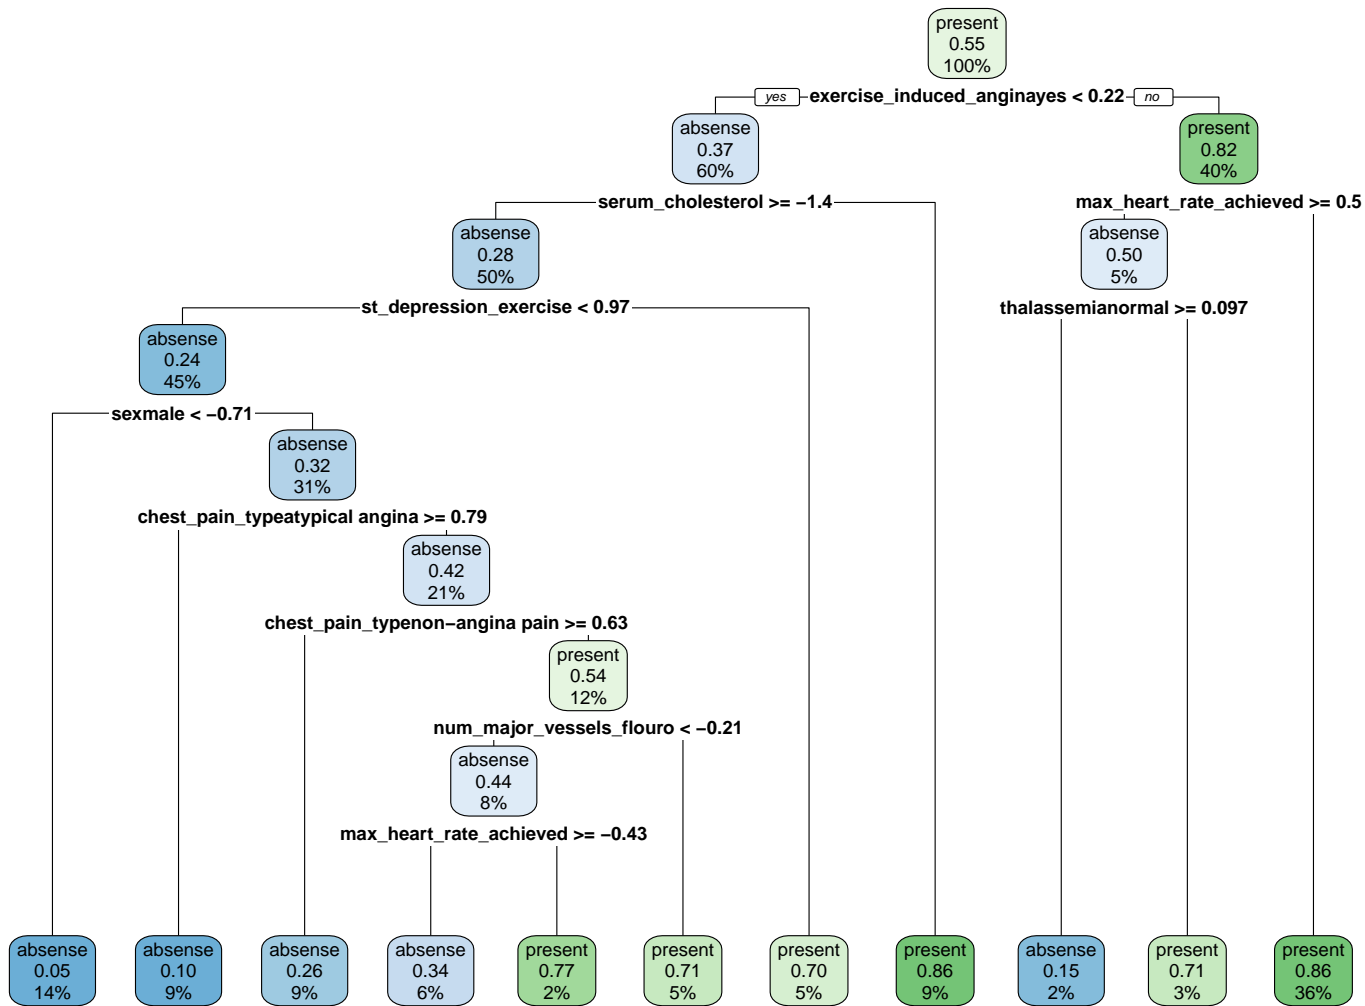 present
0.55
100%
yes
exercise_induced_anginayes < 0.22
no
absense
0.37
60%
present
0.82
40%
serum_cholesterol >= −1.4
max_heart_rate_achieved >= 0.5
absense
0.28
50%
absense
0.50
5%
st_depression_exercise < 0.97
thalassemianormal >= 0.097
absense
0.24
45%
sexmale < −0.71
absense
0.32
31%
chest_pain_typeatypical angina >= 0.79
absense
0.42
21%
chest_pain_typenon−angina pain >= 0.63
present
0.54
12%
num_major_vessels_flouro < −0.21
absense
0.44
8%
max_heart_rate_achieved >= −0.43
absense
0.05
14%
absense
0.10
9%
absense
0.26
9%
absense
0.34
6%
present
0.77
2%
present
0.71
5%
present
0.70
5%
present
0.86
9%
absense
0.15
2%
present
0.71
3%
present
0.86
36%